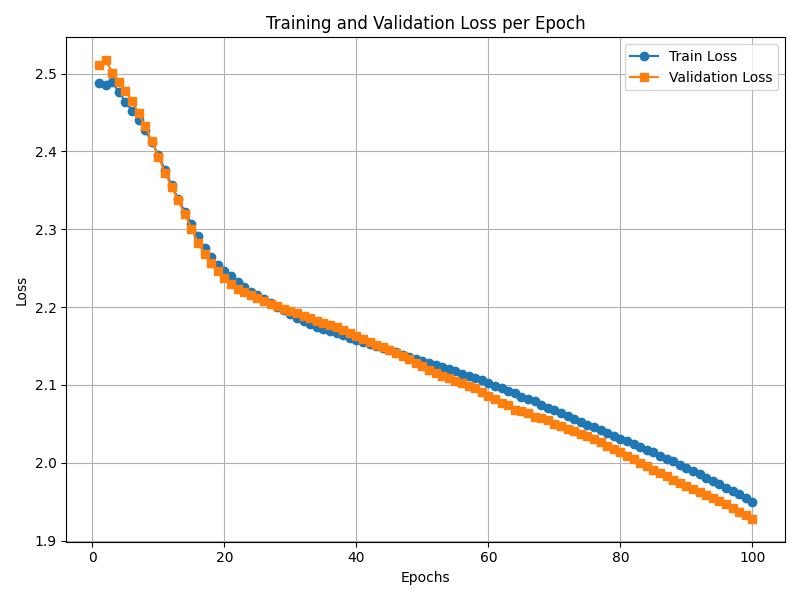 Training and Validation Loss per Epoch
Train Loss
Validation Loss
2.5
2.4
2.3
2.2
2.1
2.0
1.9
Loss
0 20 40 60 80 100
Epochs